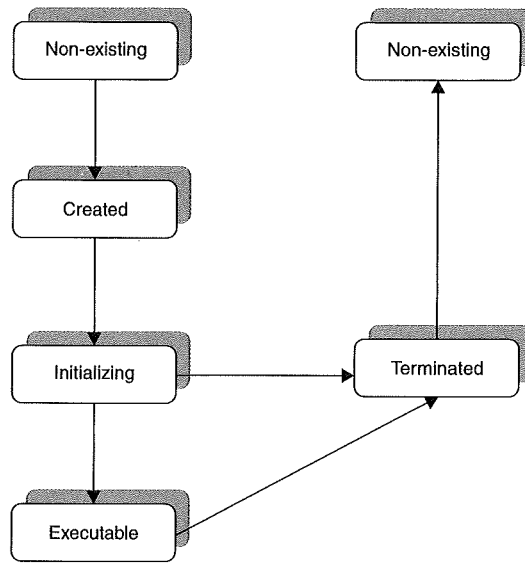 Non-existing
Non-existing
Created
Initializing
Terminated
Executable